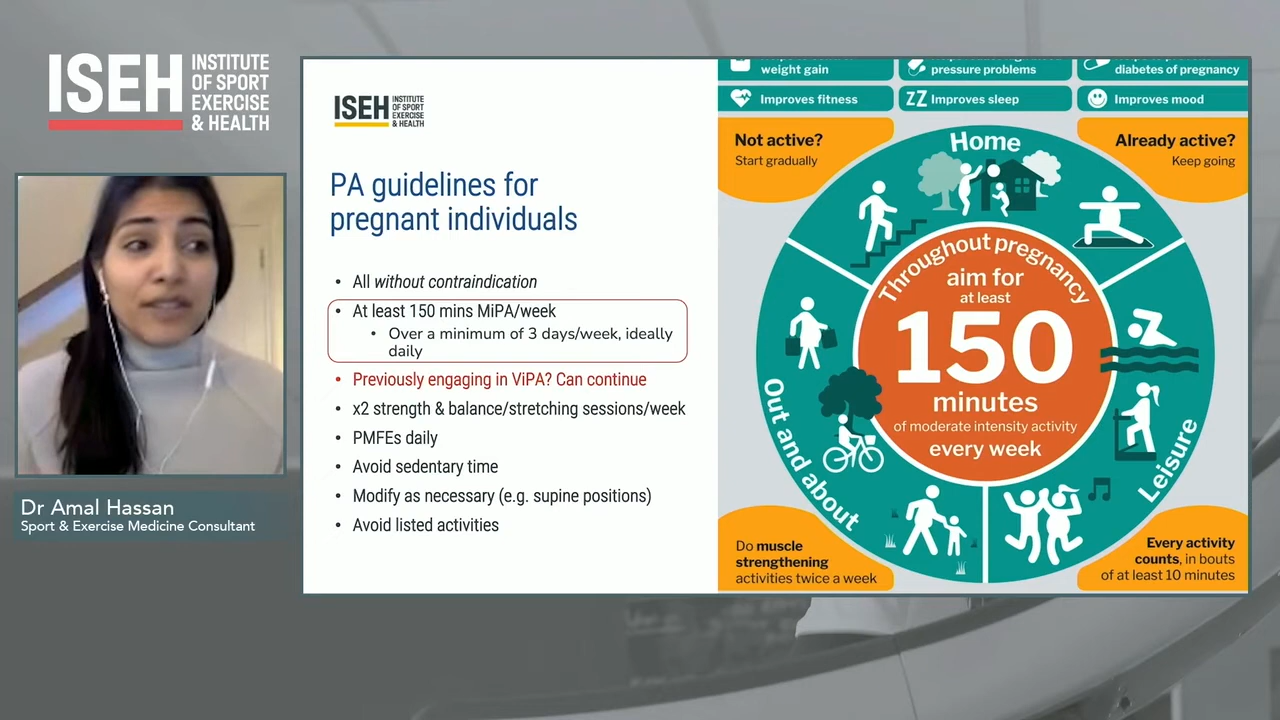 ISEH
INSTITUTE
OF SPORT
EXERCISE
& HEALTH
Dr Amal Hassan
Sport & Exercise Medicine Consultant
ISEH
INSTITUTE
OF SPORT
EXERCISE
& HEALTH
PA guidelines for
pregnant individuals
• All without contraindication
• At least 150 mins MiPA/week
• Over a minimum of 3 days/week, ideally
daily
• Previously engaging in ViPA? Can continue
• x2 strength & balance/stretching sessions/week
• PMFEs daily
• Avoid sedentary time
• Modify as necessary (e.g. supine positions)
• Avoid listed activities
weight gain
pressure problems
diabetes of pregnancy
Improves fitness
ZZ Improves sleep
Improves mood
Not active?
Start gradually
Already active?
Keep going
Home
Throughout pregnancy
aim for
at least
150
minutes
of moderate intensity activity
every week
Out and about
Leisure
Do muscle
strengthening
activities twice a week
Every activity
counts, in bouts
of at least 10 minutes